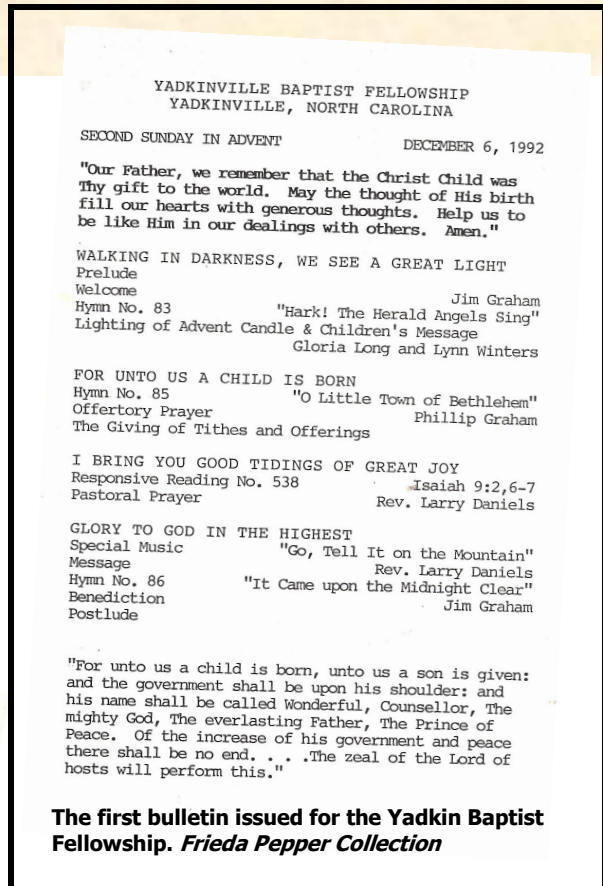 YADKINVILLE BAPTIST FELLOWSHIP
YADKINVILLE, NORTH CAROLINA
SECOND SUNDAY IN ADVENT DECEMBER 6, 1992
"Our Father, we remember that the Christ Child was
Thy gift to the world. May the thought of His birth
fill our hearts with generous thoughts. Help us to
be like Him in our dealings with others. Amen."
WALKING IN DARKNESS, WE SEE A GREAT LIGHT
Prelude
Welcome Jim Graham
Hymn No. 83 "Hark! The Herald Angels Sing"
Lighting of Advent Candle & Children's Message
Gloria Long and Lynn Winters
FOR UNTO US A CHILD IS BORN
Hymn No. 85 "O Little Town of Bethlehem"
Offertory Prayer Phillip Graham
The Giving of Tithes and Offerings
I BRING YOU GOOD TIDINGS OF GREAT JOY
Responsive Reading No. 538 Isaiah 9:2,6-7
Pastoral Prayer Rev. Larry Daniels
GLORY TO GOD IN THE HIGHEST
Special Music "Go, Tell It on the Mountain"
Message Rev. Larry Daniels
Hymn No. 86 "It Came upon the Midnight Clear"
Benediction Jim Graham
Postlude
"For unto us a child is born, unto us a son is given:
and the government shall be upon his shoulder: and
his name shall be called Wonderful, Counsellor, The
mighty God, The everlasting Father, The Prince of
Peace. Of the increase of his government and peace
there shall be no end. . . .The zeal of the Lord of
hosts will perform this."
The first bulletin issued for the Yadkin Baptist
Fellowship. Frieda Pepper Collection